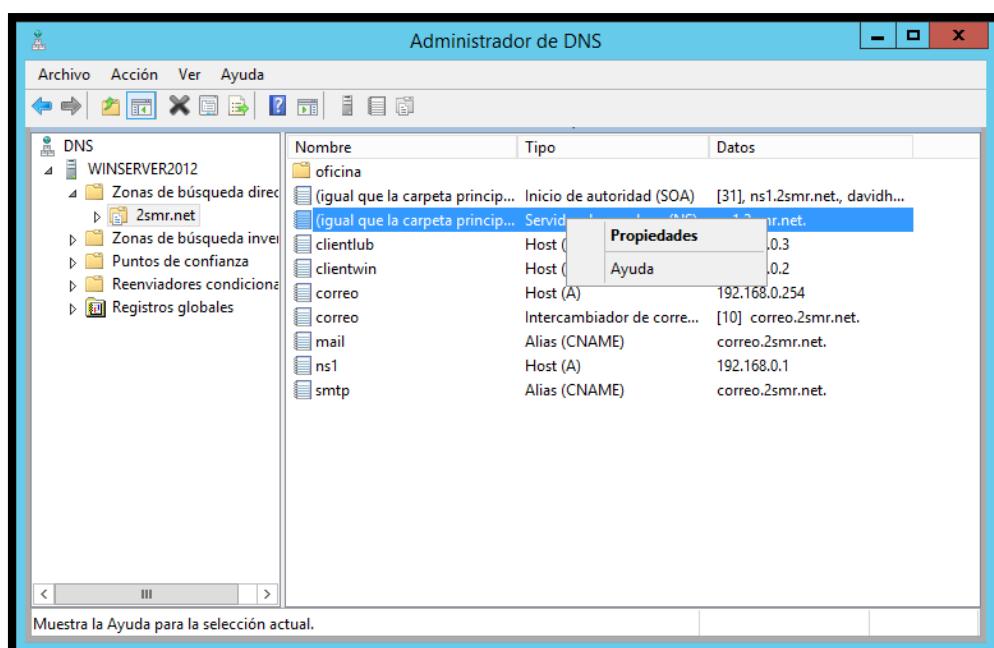 Administrador de DNS
Archivo Acción Ver Ayuda
DNS
WINSERVER2012
Zonas de búsqueda direc
2smr.net
Zonas de búsqueda inver
Puntos de confianza
Reenviadores condiciona
Registros globales
Nombre Tipo Datos
oficina
(igual que la carpeta princip... Inicio de autoridad (SOA) [31], ns1.2smr.net., davidh...
(igual que la carpeta princip...
clientlub Host ( .0.3
clientwin Host ( .0.2
correo Host (A) 192.168.0.254
correo Intercambiador de corre... [10] correo.2smr.net.
mail Alias (CNAME) correo.2smr.net.
ns1 Host (A) 192.168.0.1
smtp Alias (CNAME) correo.2smr.net.
Propiedades
Ayuda
Muestra la Ayuda para la selección actual.